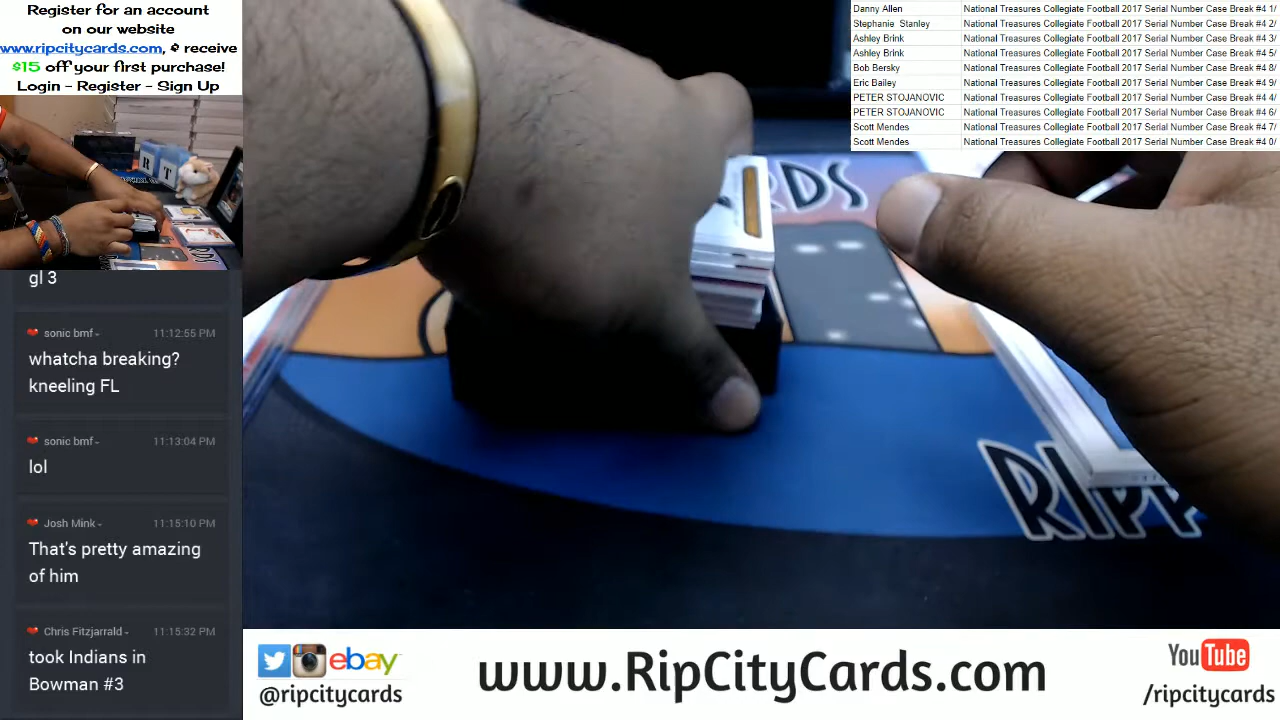 Register for an account
on our website
www.ripcitycards.com, & receive
$15 off your first purchase!
Login - Register - Sign Up
Danny Allen National Treasures Collegiate Football 2017 Serial Number Case Break #4 1/
Stephanie Stanley National Treasures Collegiate Football 2017 Serial Number Case Break #4 2/
Ashley Brink National Treasures Collegiate Football 2017 Serial Number Case Break #4 3/
Ashley Brink National Treasures Collegiate Football 2017 Serial Number Case Break #4 5/
Bob Bersky National Treasures Collegiate Football 2017 Serial Number Case Break #4 8/
Eric Bailey National Treasures Collegiate Football 2017 Serial Number Case Break #4 9/
PETER STOJANOVIC National Treasures Collegiate Football 2017 Serial Number Case Break #4 4/
PETER STOJANOVIC National Treasures Collegiate Football 2017 Serial Number Case Break #4 6/
Scott Mendes National Treasures Collegiate Football 2017 Serial Number Case Break #4 7/
Scott Mendes National Treasures Collegiate Football 2017 Serial Number Case Break #4 0/
R T
RDS
gl 3
sonic bmf 11:12:55 PM
whatcha breaking?
kneeling FL
sonic bmf 11:13:04 PM
lol
Josh Mink 11:15:10 PM
That's pretty amazing
of him
Chris Fitzjarrald 11:15:32 PM
took Indians in
Bowman #3
RIPP
ebay
@ripcitycards
www.RipCityCards.com
YouTube
/ripcitycards